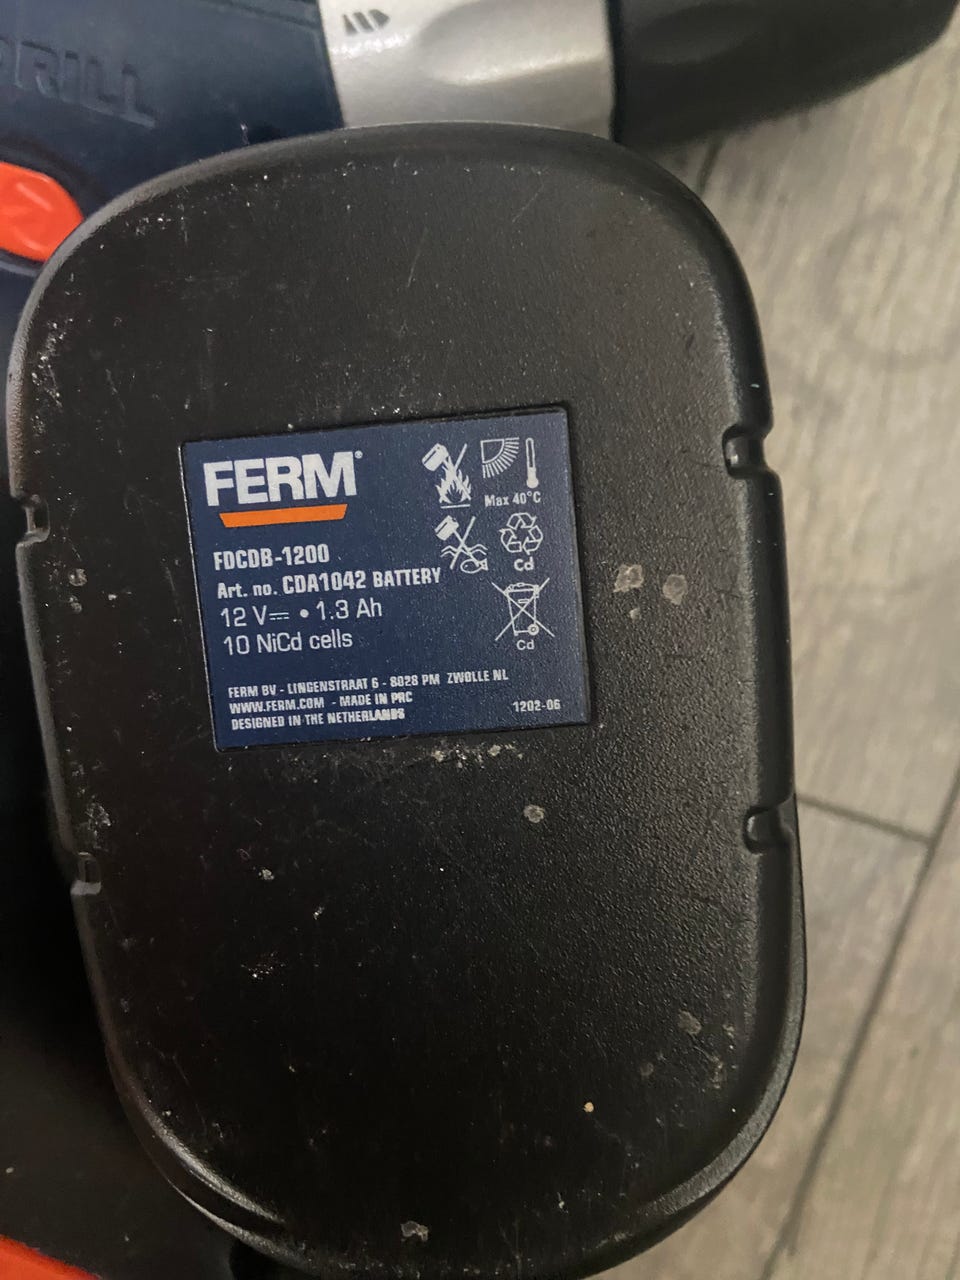 DRILL
FERM®
Max 40°C
Cd
FDCDB-1200
Art. no. CDA1042 BATTERY
12 V⎓ • 1.3 Ah
10 NiCd cells
Cd
FERM BV - LINGENSTRAAT 6 - 8028 PM ZWOLLE NL
WWW.FERM.COM - MADE IN PRC
DESIGNED IN THE NETHERLANDS
1202-06